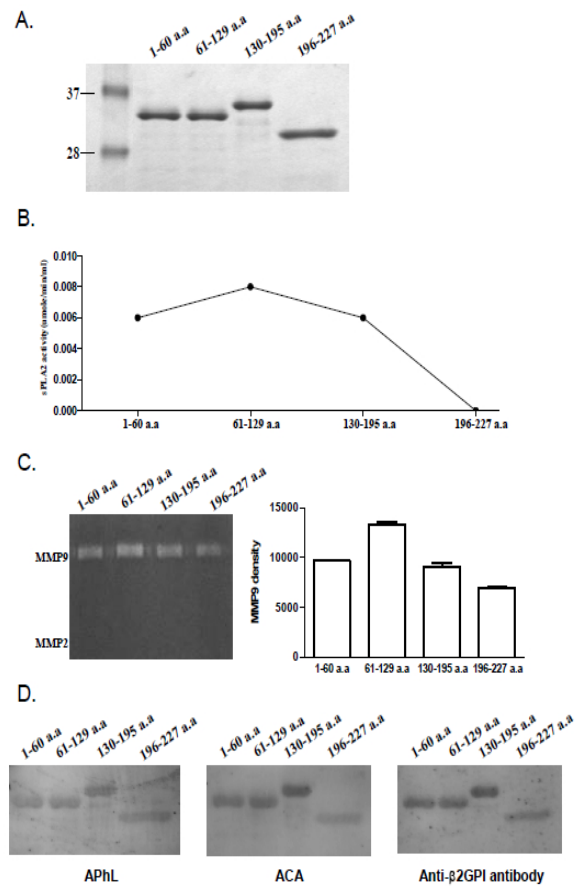 A.
1-60 a.a 61-129 a.a 130-195 a.a 196-227 a.a
37
28
B.
0.010
0.008
0.006
0.004
0.002
0.000
sPLA2 activity (umole/min/ml)
1-60 a.a 61-129 a.a 130-195 a.a 196-227 a.a
C.
1-60 a.a 61-129 a.a 130-195 a.a 196-227 a.a
MMP9
MMP2
15000
10000
5000
0
MMP9 density
1-60 a.a 61-129 a.a 130-195 a.a 196-227 a.a
D.
1-60 a.a 61-129 a.a 130-195 a.a 196-227 a.a
1-60 a.a 61-129 a.a 130-195 a.a 196-227 a.a
1-60 a.a 61-129 a.a 130-195 a.a 196-227 a.a
APhL ACA Anti-β2GPI antibody